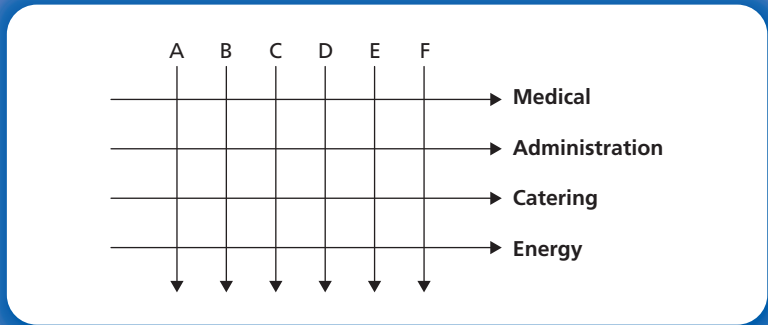 A B C D E F
Medical
Administration
Catering
Energy